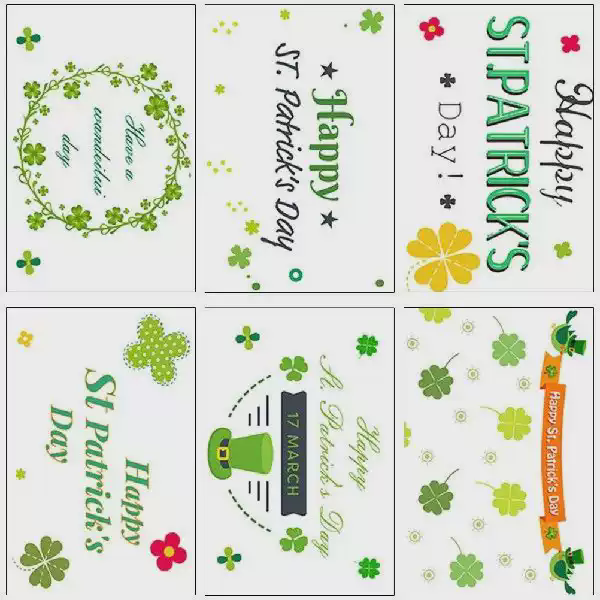 Have a
wonderful
day
Happy
ST. Patrick's Day
Happy
ST.PATRICK'S
Day!
Happy
St Patrick's
Day
Happy
St. Patrick's Day
17 MARCH
Happy St. Patrick's Day